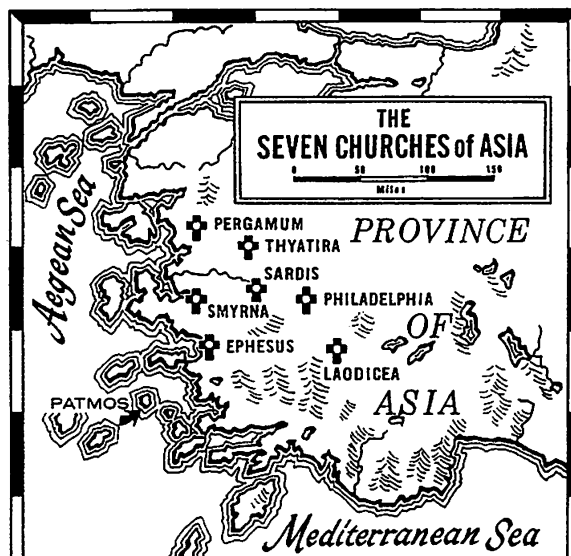 THE
SEVEN CHURCHES of ASIA
0 50 100 150
Miles
Aegean Sea
PERGAMUM
PROVINCE
THYATIRA
SARDIS
SMYRNA
PHILADELPHIA
OF
EPHESUS
LAODICEA
PATMOS
ASIA
Mediterranean Sea